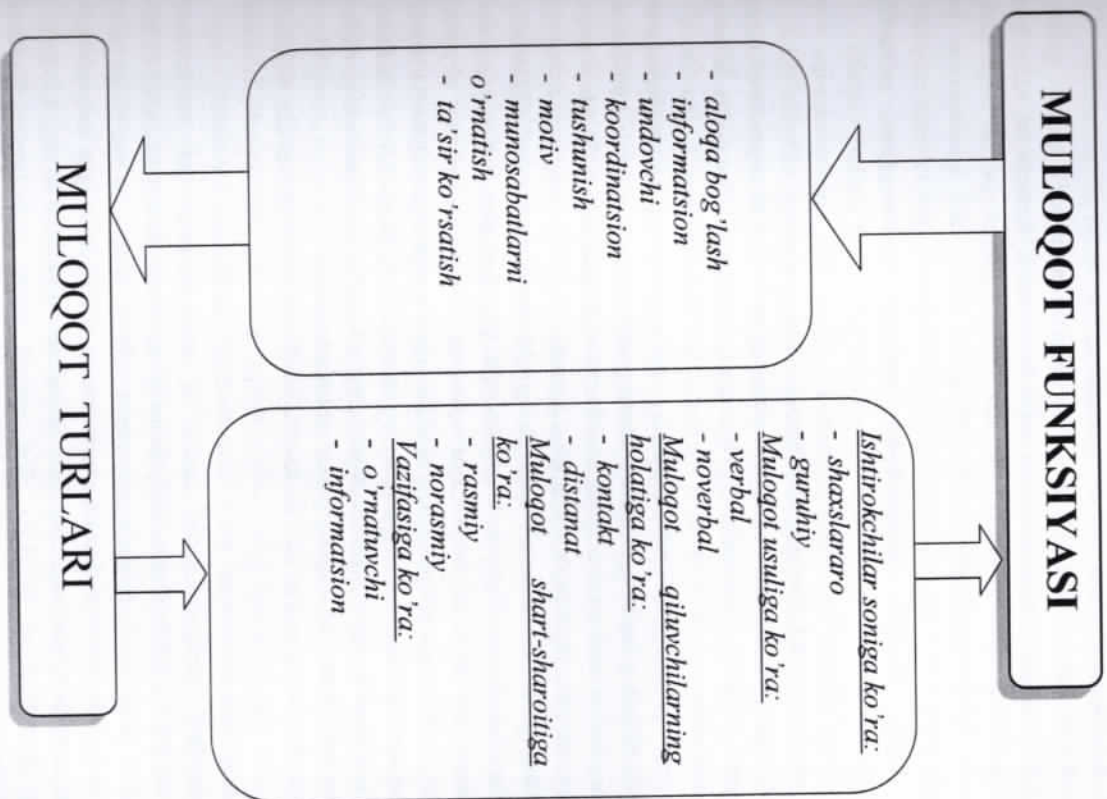 MULOQQOT FUNKSIYASI
- aloqa bog'lash
- informatsion
- undovchi
- koordinatsion
- tushunish
- motiv
- munosabatlarni
o'rnatish
- ta'sir ko'rsatish
Ishtirokchilar soniga ko'ra:
- shaxslararo
- guruhiy
Muloqot usuliga ko'ra:
- verbal
- noverbal
Muloqot qiluvchilarning
holatiga ko'ra:
- kontakt
- distanat
Muloqot shart-sharoitiga
ko'ra:
- rasmiy
- norasmiy
Vazifasiga ko'ra:
- o'rnatuvchi
- informatsion
MULOQQOT TURLARI